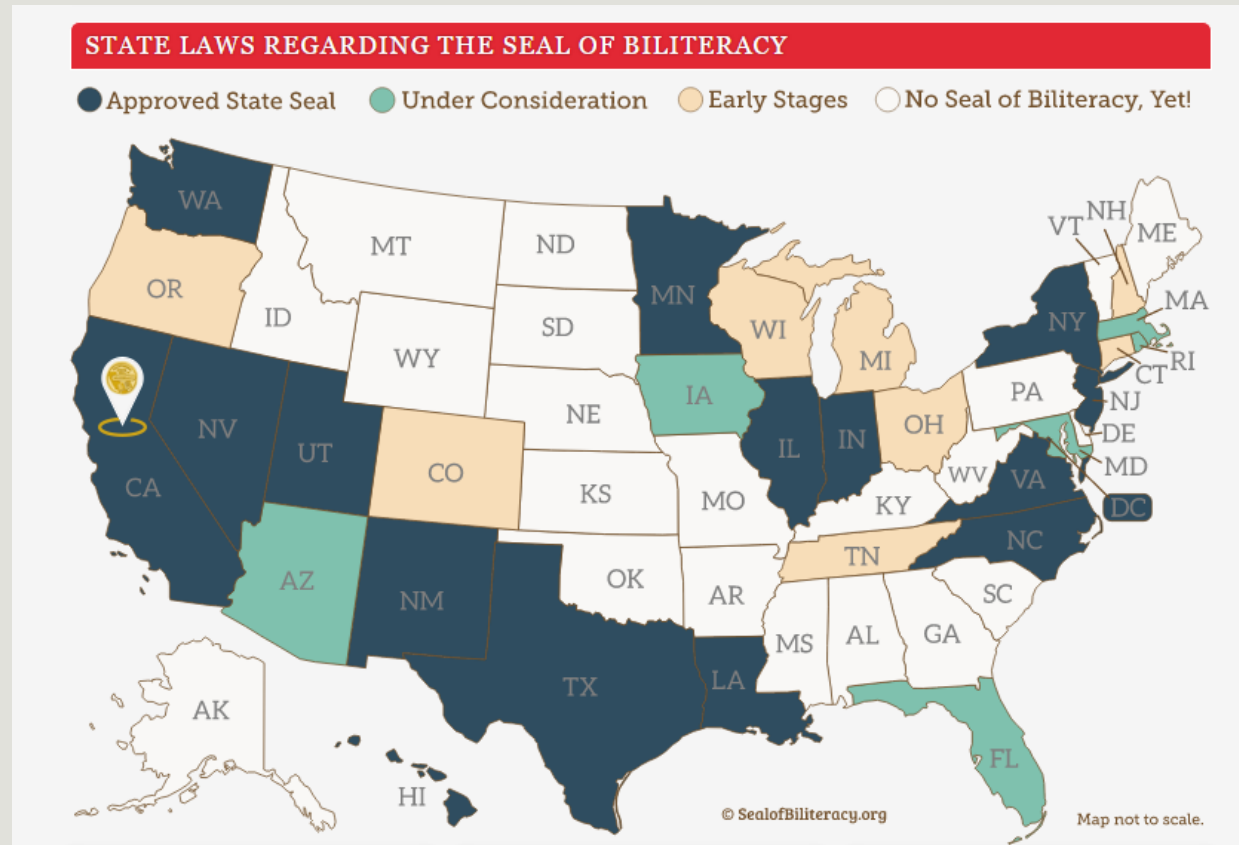 STATE LAWS REGARDING THE SEAL OF BILITERACY
Approved State Seal Under Consideration Early Stages No Seal of Biliteracy, Yet!
WA
MT
ND
MN
VT
NH
ME
OR
ID
SD
WI
MI
NY
MA
WY
IA
PA
CT
RI
NJ
NV
UT
CO
NE
IL
IN
OH
DE
MD
CA
KS
MO
KY
WV
VA
DC
AZ
NM
OK
AR
TN
NC
SC
TX
LA
MS
AL
GA
AK
HI
FL
© SealofBiliteracy.org
Map not to scale.